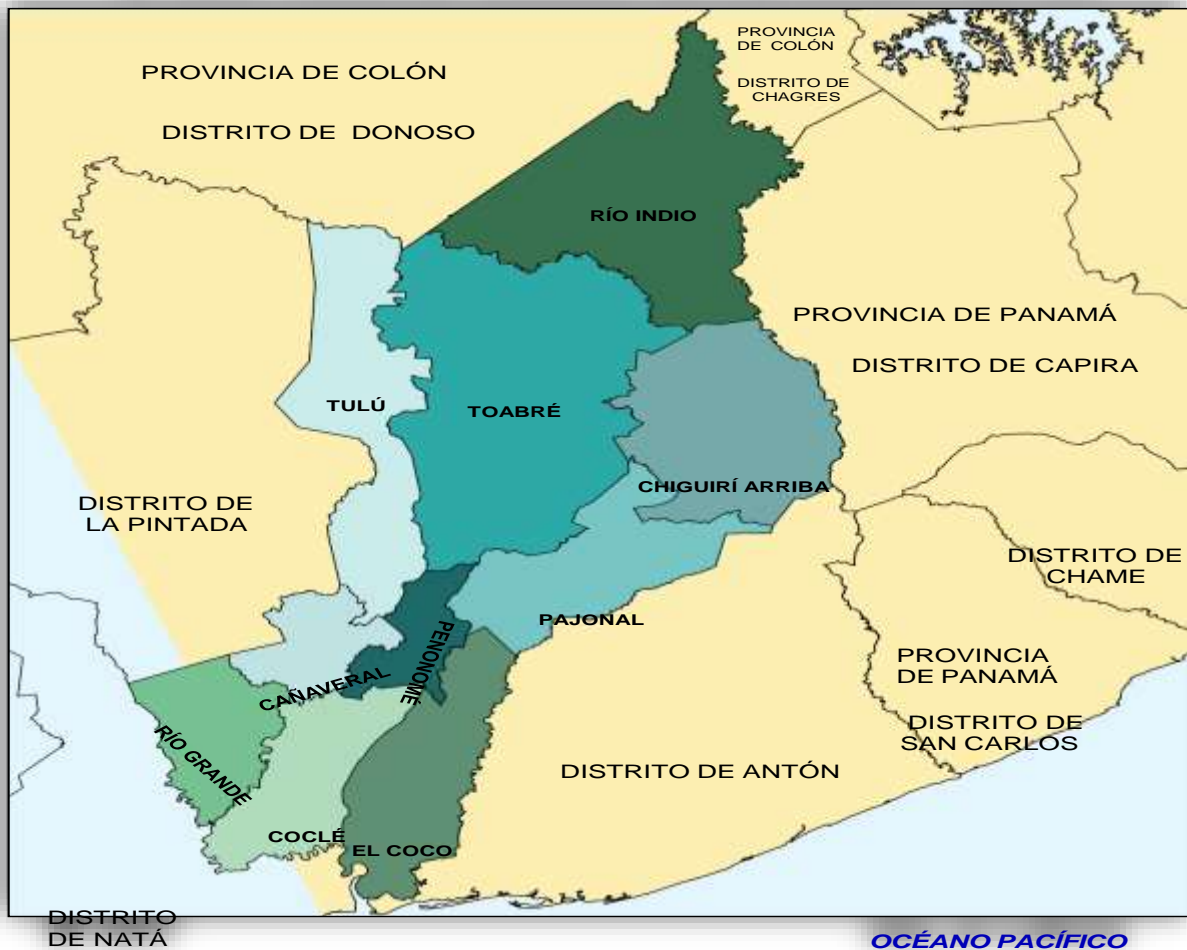 PROVINCIA
DE COLÓN
PROVINCIA DE COLÓN
DISTRITO DE
CHAGRES
DISTRITO DE DONOSO
RÍO INDIO
PROVINCIA DE PANAMÁ
DISTRITO DE CAPIRA
TULÚ
TOABRÉ
CHIGUIRÍ ARRIBA
DISTRITO DE
LA PINTADA
DISTRITO DE
CHAME
PAJONAL
PENONOMÉ
PROVINCIA
DE PANAMÁ
CAÑAVERAL
RÍO GRANDE
DISTRITO DE
SAN CARLOS
DISTRITO DE ANTÓN
COCLÉ
EL COCO
DISTRITO
DE NATÁ
OCÉANO PACÍFICO